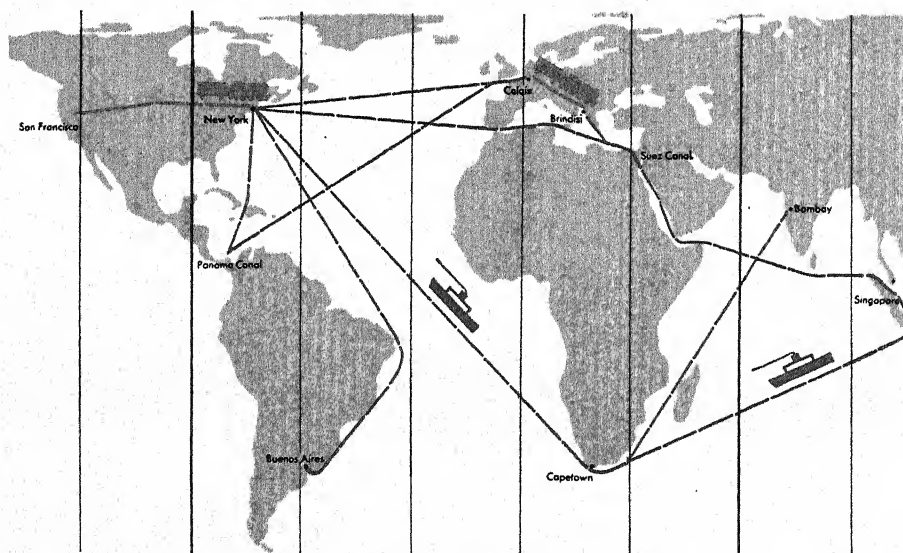 Calais
San Francisco
New York
Brindisi
Suez Canal
Bombay
Panama Canal
Singapore
Buenos Aires
Capetown